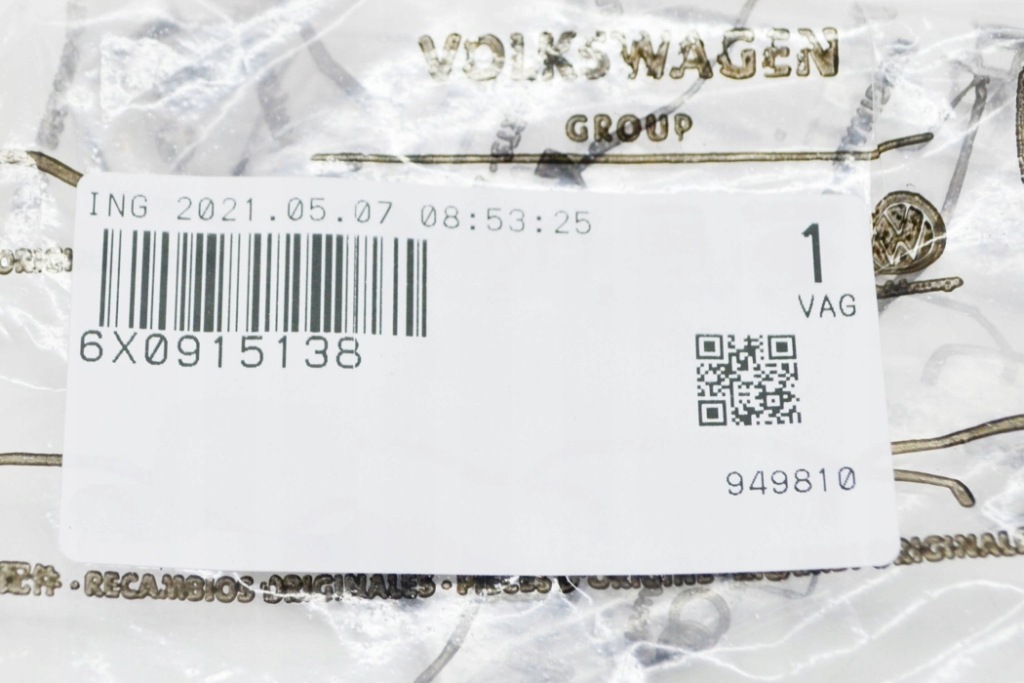 VOLKSWAGEN
GROUP
ING 2021.05.07 08:53:25
1
VAG
6X0915138
949810
· RECAMBIOS ORIGINALES ·